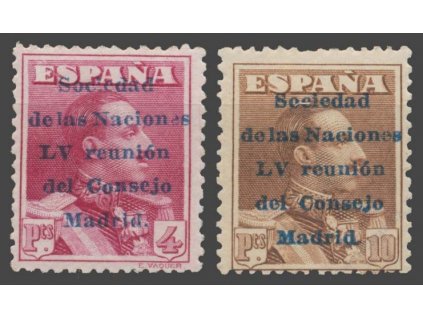 ESPAÑA
Sociedad
de las Naciones
LV reunión
del Consejo
Madrid.
Pts 4
E. VAQUER
ESPAÑA
Sociedad
de las Naciones
LV reunión
del Consejo
Madrid
Pts 10